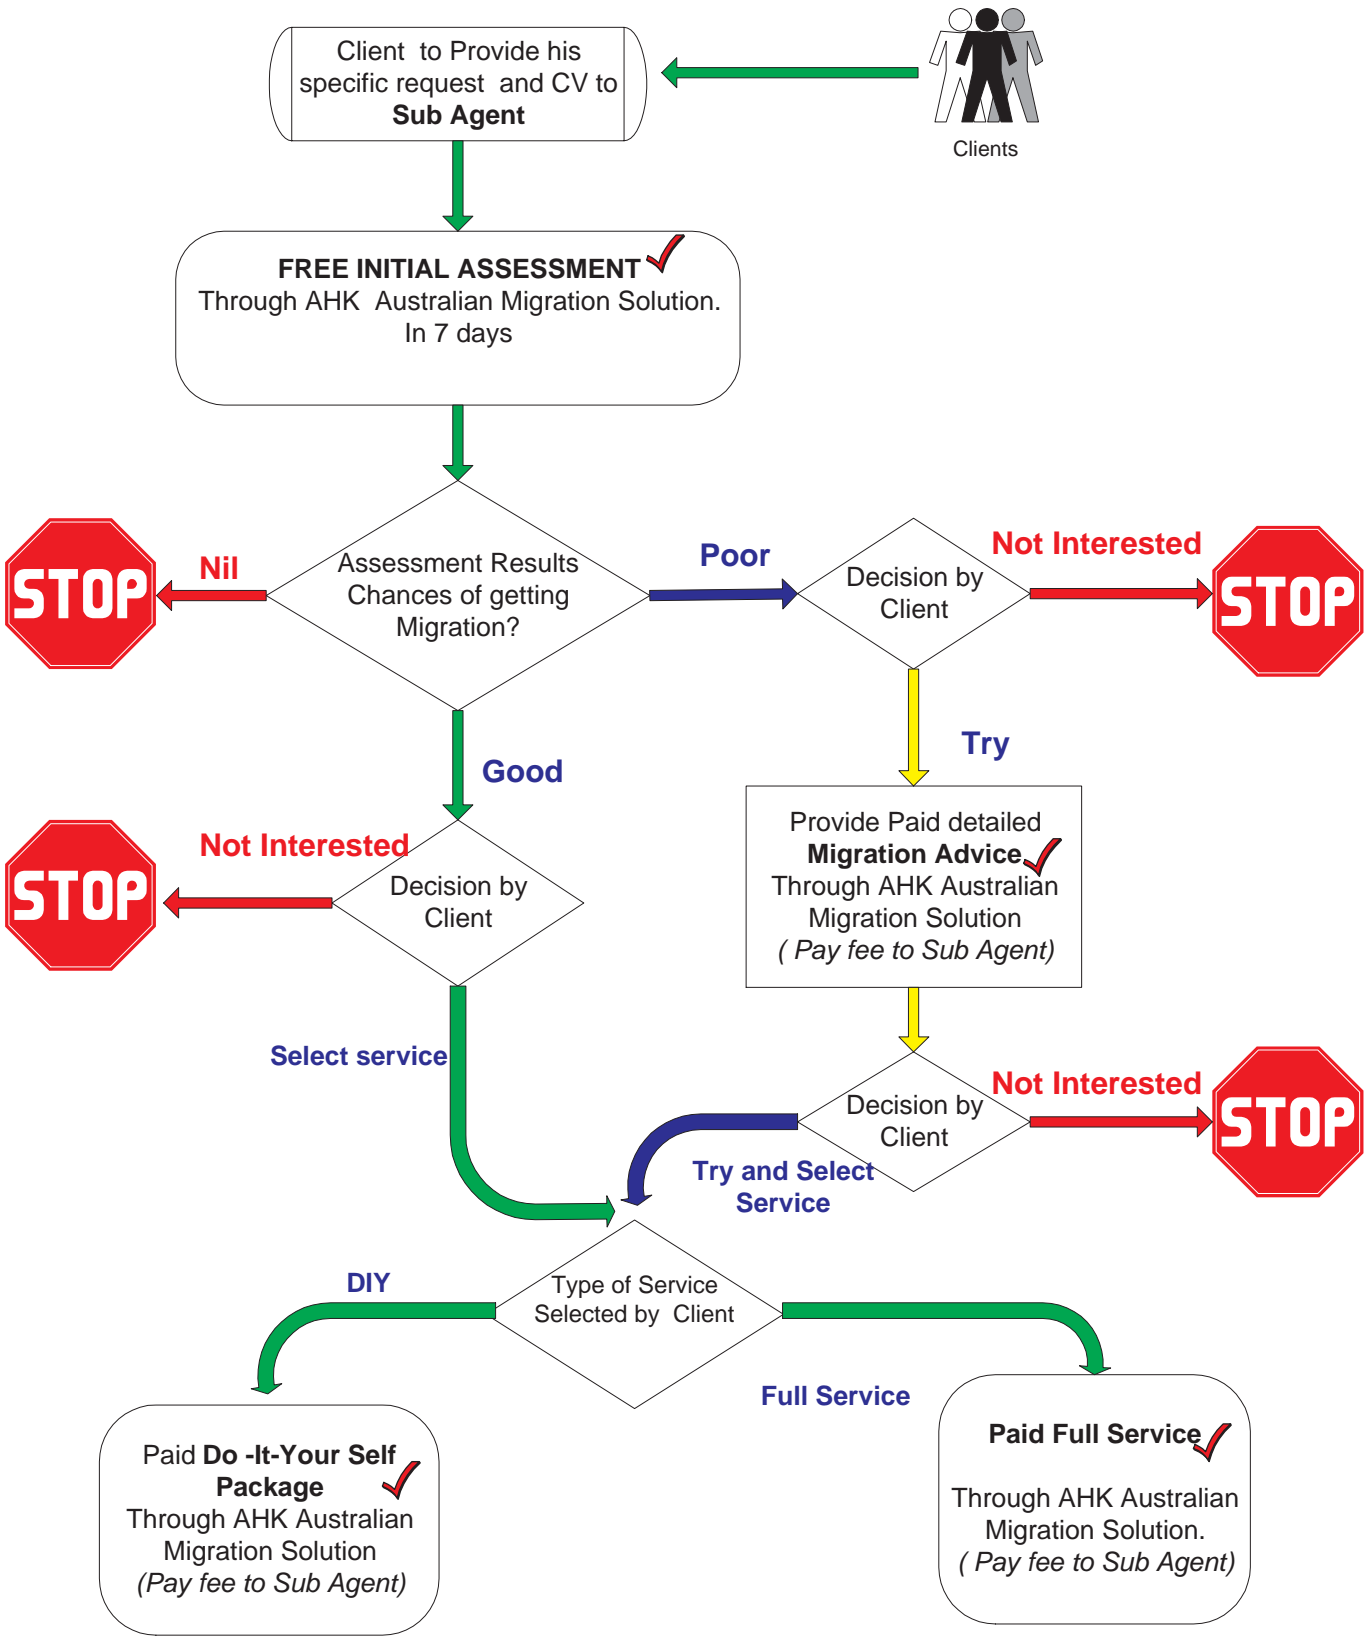 Client to Provide his
specific request and CV to
Sub Agent
Clients
FREE INITIAL ASSESSMENT
Through AHK Australian Migration Solution.
In 7 days
Nil
STOP
Assessment Results
Chances of getting
Migration?
Poor
Decision by
Client
Not Interested
STOP
Try
Good
Not Interested
STOP
Decision by
Client
Provide Paid detailed
Migration Advice
Through AHK Australian
Migration Solution
( Pay fee to Sub Agent)
Select service
Decision by
Client
Not Interested
STOP
Try and Select
Service
Type of Service
Selected by Client
DIY
Full Service
Paid Do -It-Your Self
Package
Through AHK Australian
Migration Solution
(Pay fee to Sub Agent)
Paid Full Service
Through AHK Australian
Migration Solution.
( Pay fee to Sub Agent)